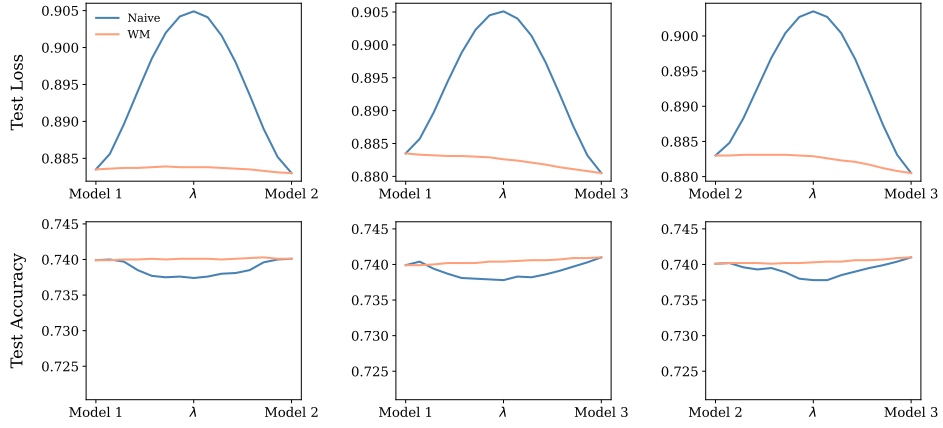 Test Loss
0.905
0.900
0.895
0.890
0.885
Naive
WM
Model 1
λ
Model 2
0.905
0.900
0.895
0.890
0.885
0.880
Model 1
λ
Model 3
0.900
0.895
0.890
0.885
0.880
Model 2
λ
Model 3
Test Accuracy
0.745
0.740
0.735
0.730
0.725
Model 1
λ
Model 2
0.745
0.740
0.735
0.730
0.725
Model 1
λ
Model 3
0.745
0.740
0.735
0.730
0.725
Model 2
λ
Model 3